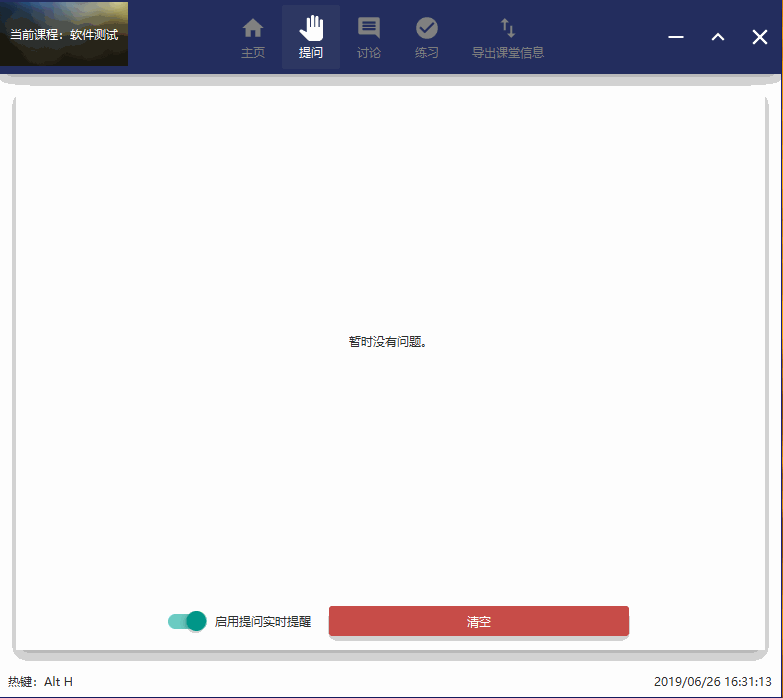 当前课程：软件测试
主页
提问
讨论
练习
导出课堂信息
暂时没有问题。
启用提问实时提醒
清空
热键：Alt H
2019/06/26 16:31:13